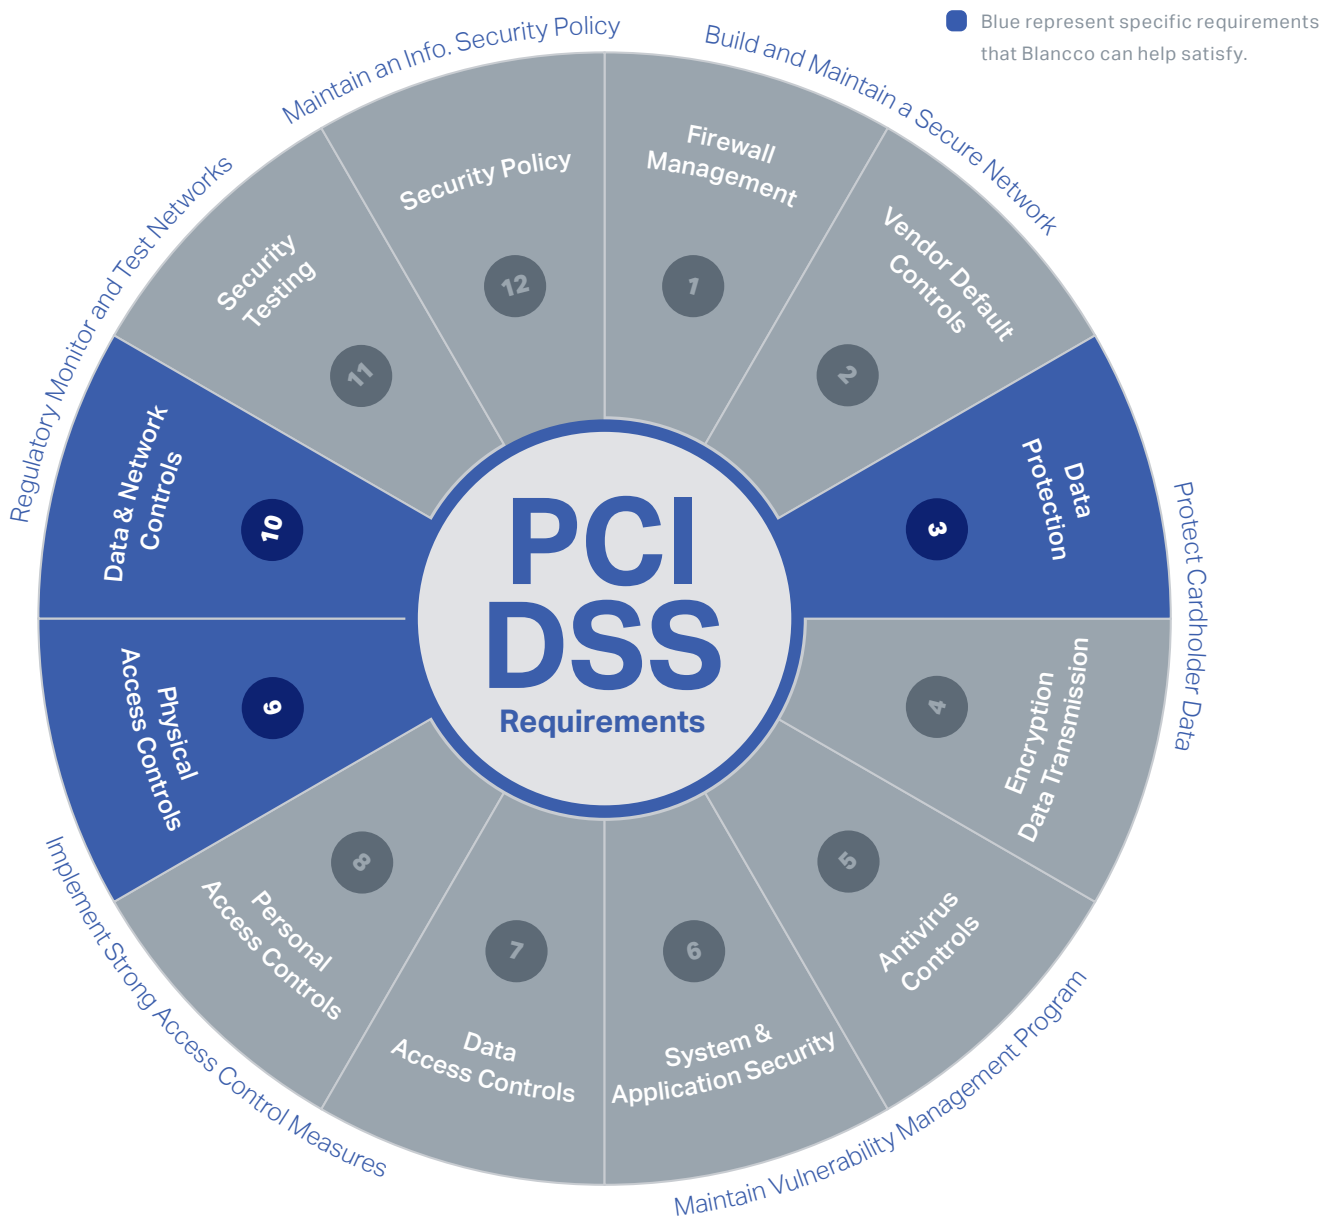 Blue represent specific requirements
that Blancco can help satisfy.
Build and Maintain a Secure Network
Firewall
Management
1
Vendor Default
Controls
2
Protect Cardholder Data
Data
Protection
3
Encryption
Data Transmission
4
Maintain Vulnerability Management Program
Antivirus
Controls
5
System &
Application Security
6
Implement Strong Access Control Measures
Data
Access Controls
7
Personal
Access Controls
8
Physical
Access Controls
9
Regulatory Monitor and Test Networks
Data & Network
Controls
10
Security
Testing
11
Maintain an Info. Security Policy
Security Policy
12
PCI
DSS
Requirements